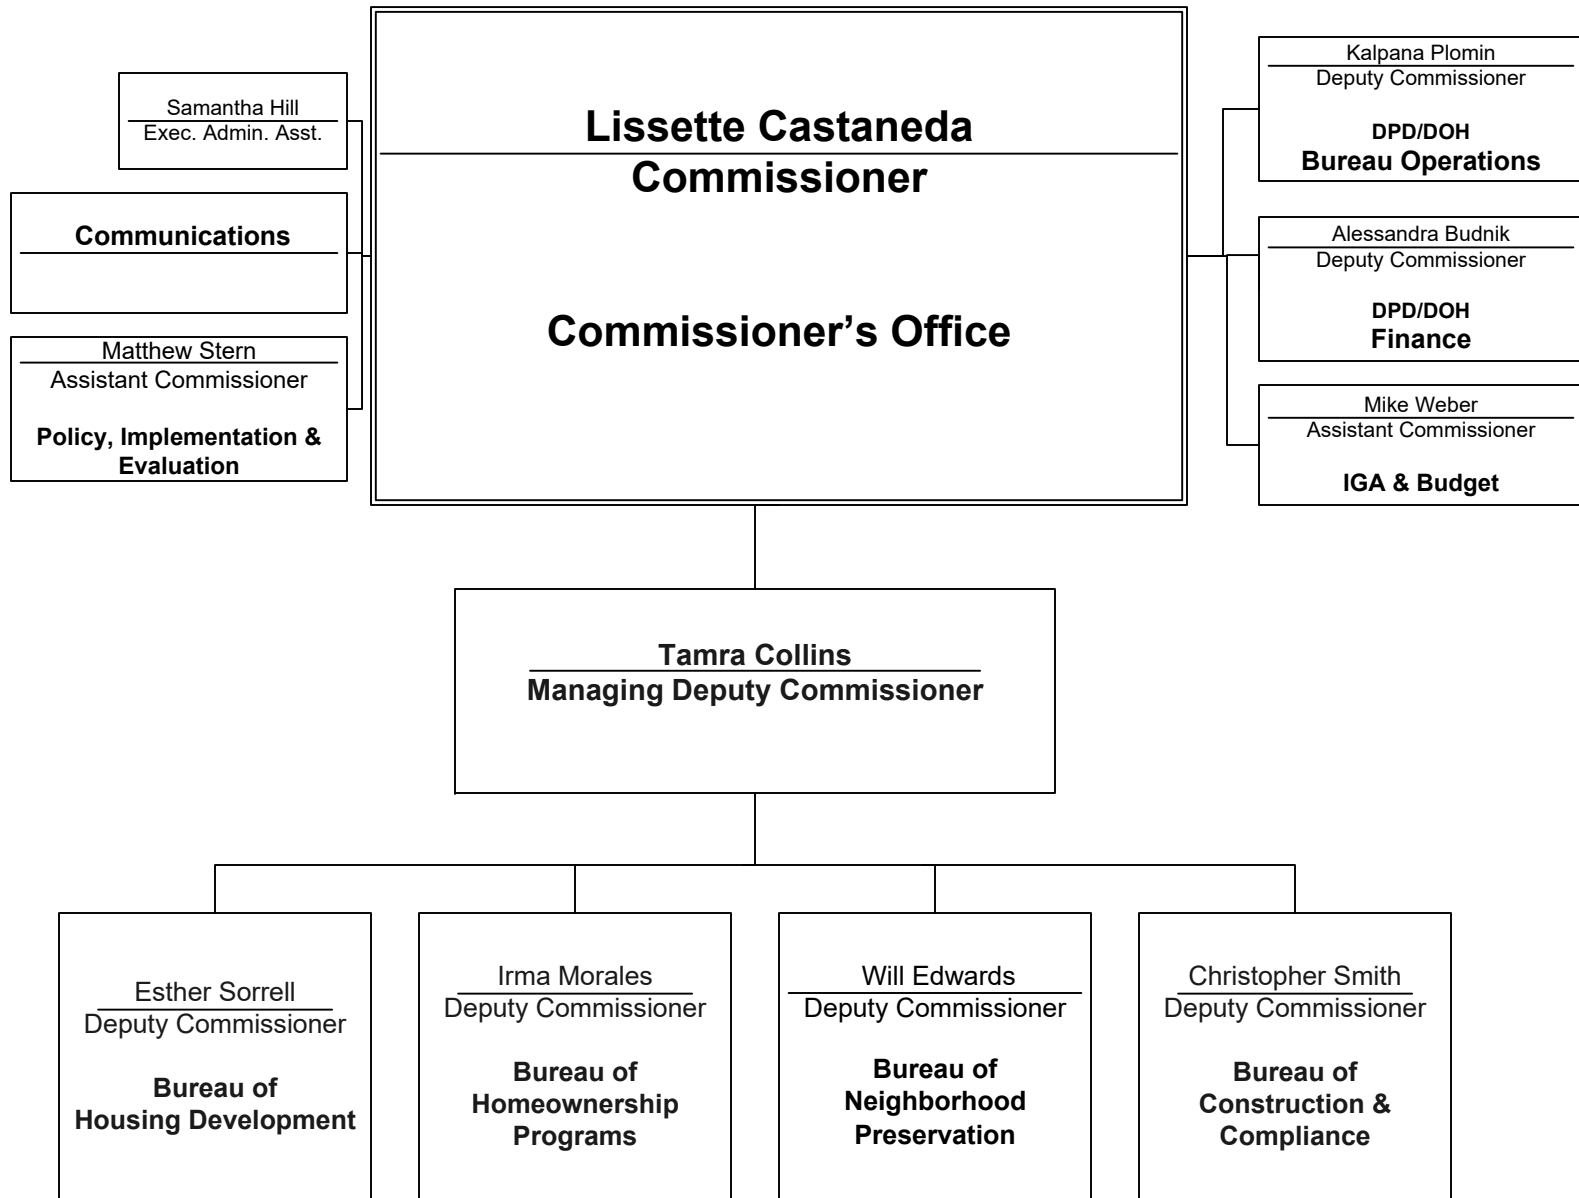 Samantha Hill
Exec. Admin. Asst.
Communications
Matthew Stern
Assistant Commissioner
Policy, Implementation &
Evaluation
Lissette Castaneda
Commissioner
Commissioner’s Office
Kalpana Plomin
Deputy Commissioner
DPD/DOH
Bureau Operations
Alessandra Budnik
Deputy Commissioner
DPD/DOH
Finance
Mike Weber
Assistant Commissioner
IGA & Budget
Tamra Collins
Managing Deputy Commissioner
Esther Sorrell
Deputy Commissioner
Bureau of
Housing Development
Irma Morales
Deputy Commissioner
Bureau of
Homeownership
Programs
Will Edwards
Deputy Commissioner
Bureau of
Neighborhood
Preservation
Christopher Smith
Deputy Commissioner
Bureau of
Construction &
Compliance